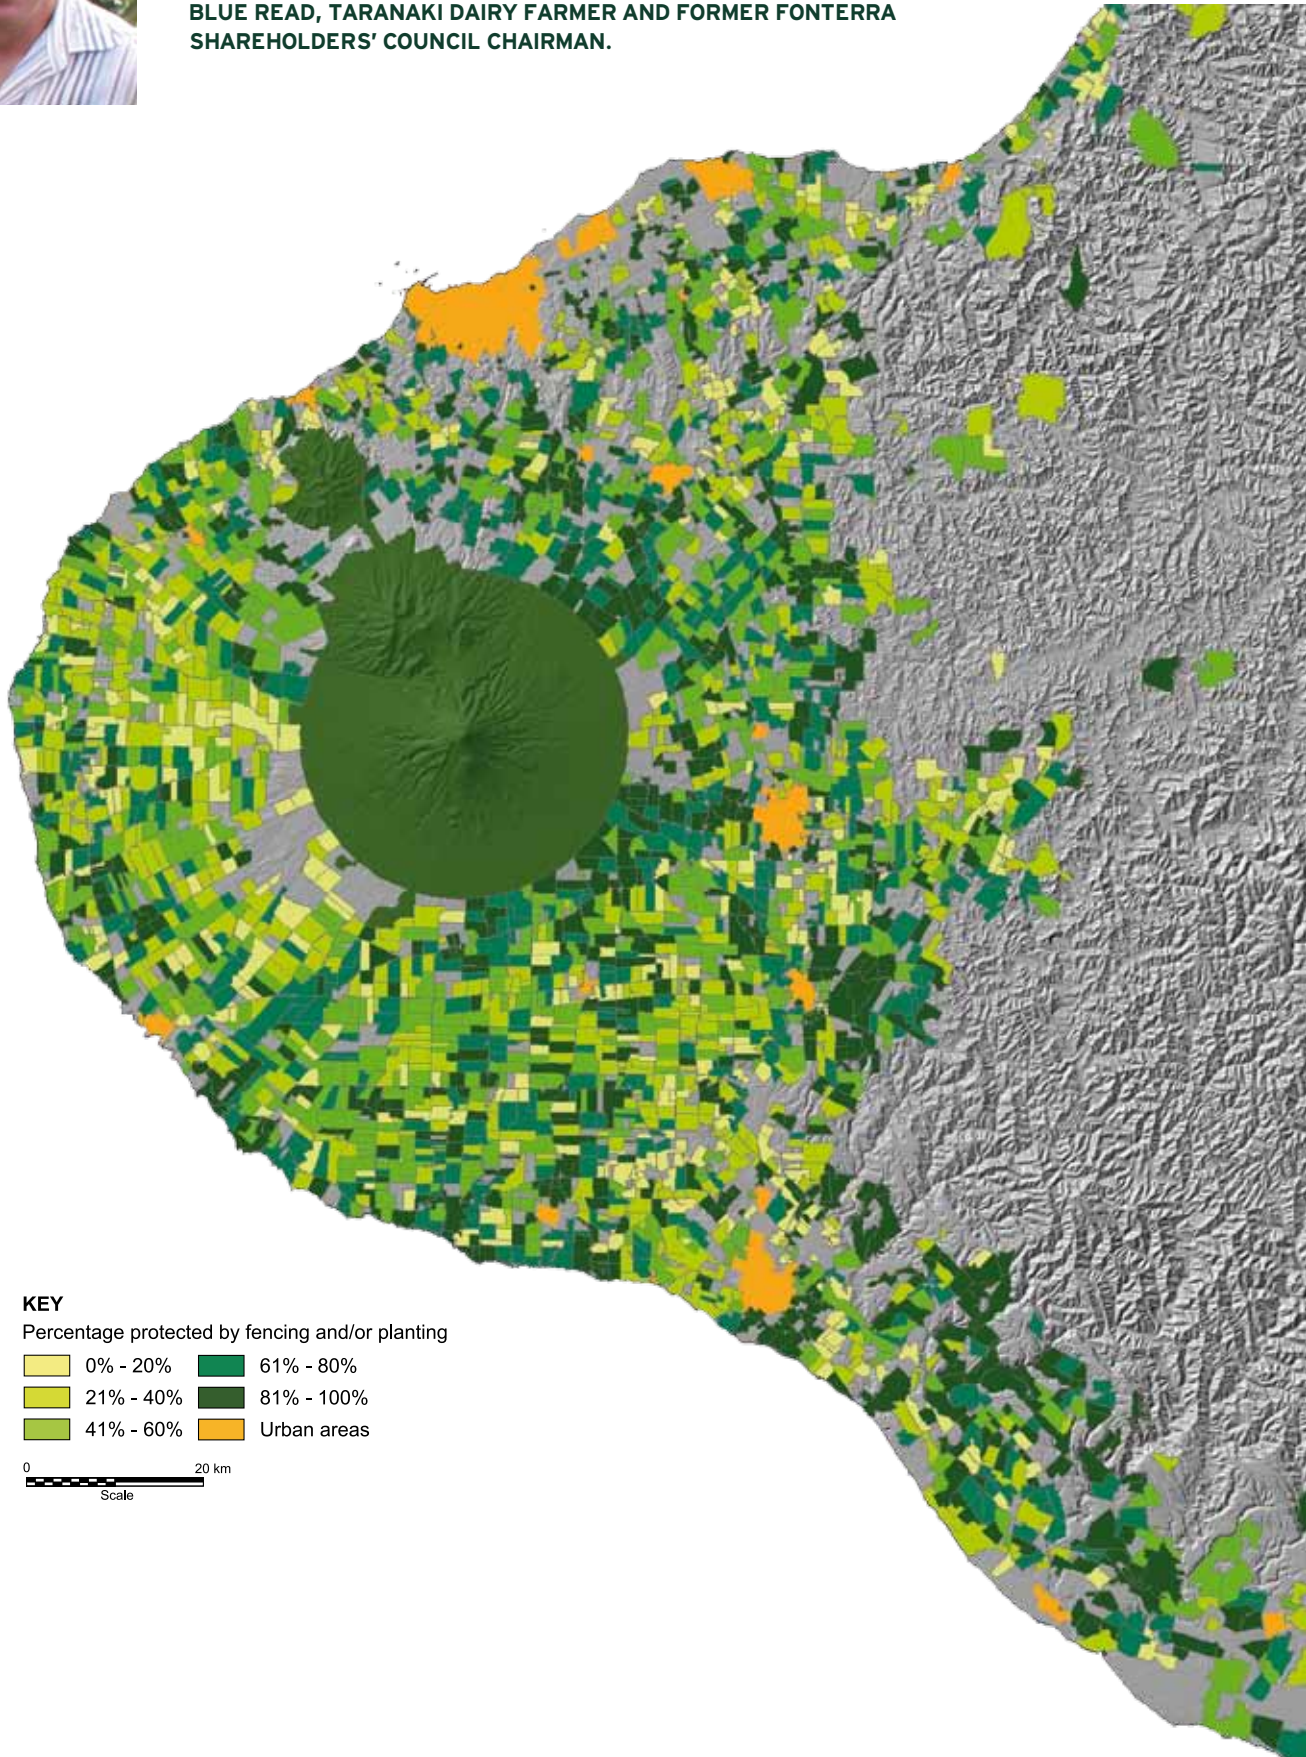 BLUE READ, TARANAKI DAIRY FARMER AND FORMER FONTERRA
SHAREHOLDERS' COUNCIL CHAIRMAN.
KEY
Percentage protected by fencing and/or planting
0% - 20%
61% - 80%
21% - 40%
81% - 100%
41% - 60%
Urban areas
0
20 km
Scale